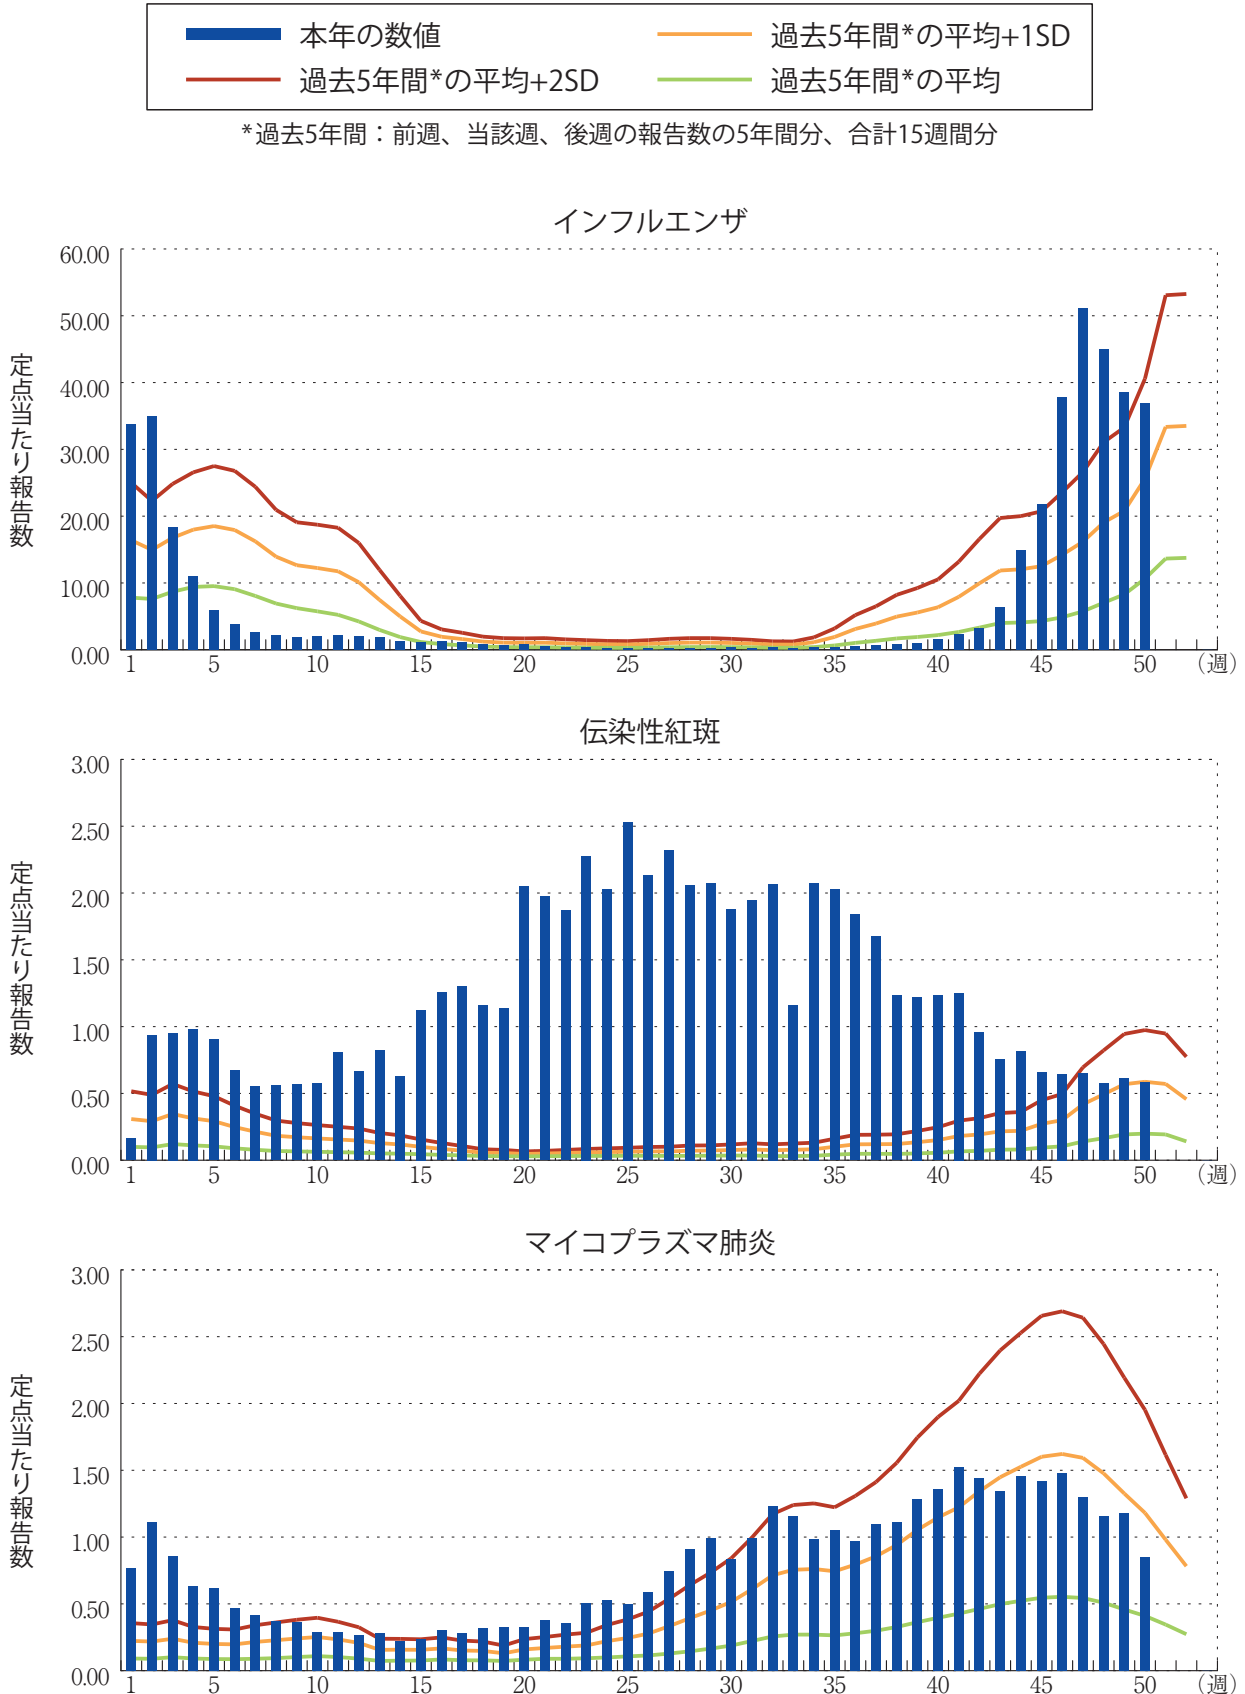 本年の数値 過去5年間*の平均+1SD
過去5年間*の平均+2SD 過去5年間*の平均
*過去5年間：前週、当該週、後週の報告数の5年間分、合計15週間分
インフルエンザ
定点当たり報告数
60.00
50.00
40.00
30.00
20.00
10.00
0.00
1 5 10 15 20 25 30 35 40 45 50 （週）
伝染性紅斑
定点当たり報告数
3.00
2.50
2.00
1.50
1.00
0.50
0.00
1 5 10 15 20 25 30 35 40 45 50 （週）
マイコプラズマ肺炎
定点当たり報告数
3.00
2.50
2.00
1.50
1.00
0.50
0.00
1 5 10 15 20 25 30 35 40 45 50 （週）